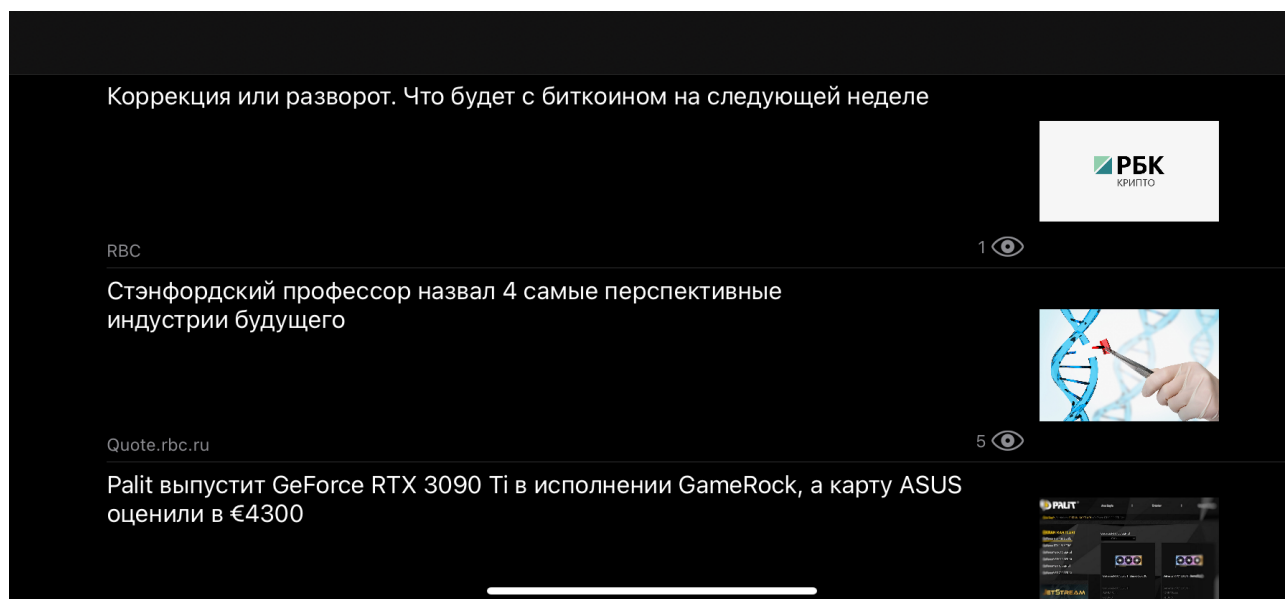 Коррекция или разворот. Что будет с биткоином на следующей неделе
РБК
КРИПТО
RBC
1
Стэнфордский профессор назвал 4 самые перспективные
индустрии будущего
Quote.rbc.ru
5
Palit выпустит GeForce RTX 3090 Ti в исполнении GameRock, а карту ASUS
оценили в €4300
PALIT
JETSTREAM